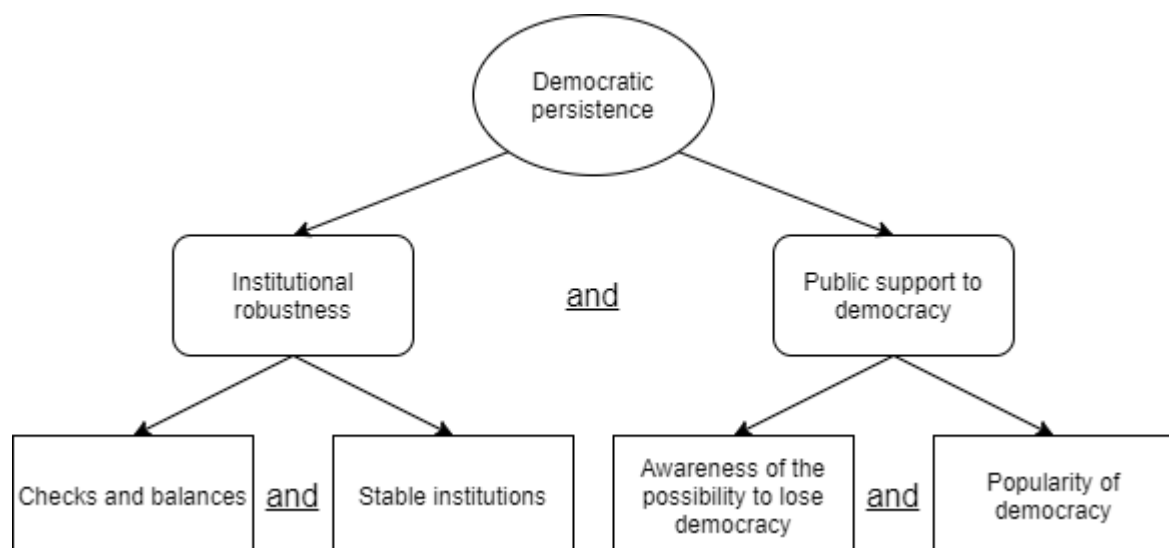 Democratic
persistence
Institutional
robustness
and
Public support to
democracy
Checks and balances
and
Stable institutions
Awareness of the
possibility to lose
democracy
and
Popularity of
democracy